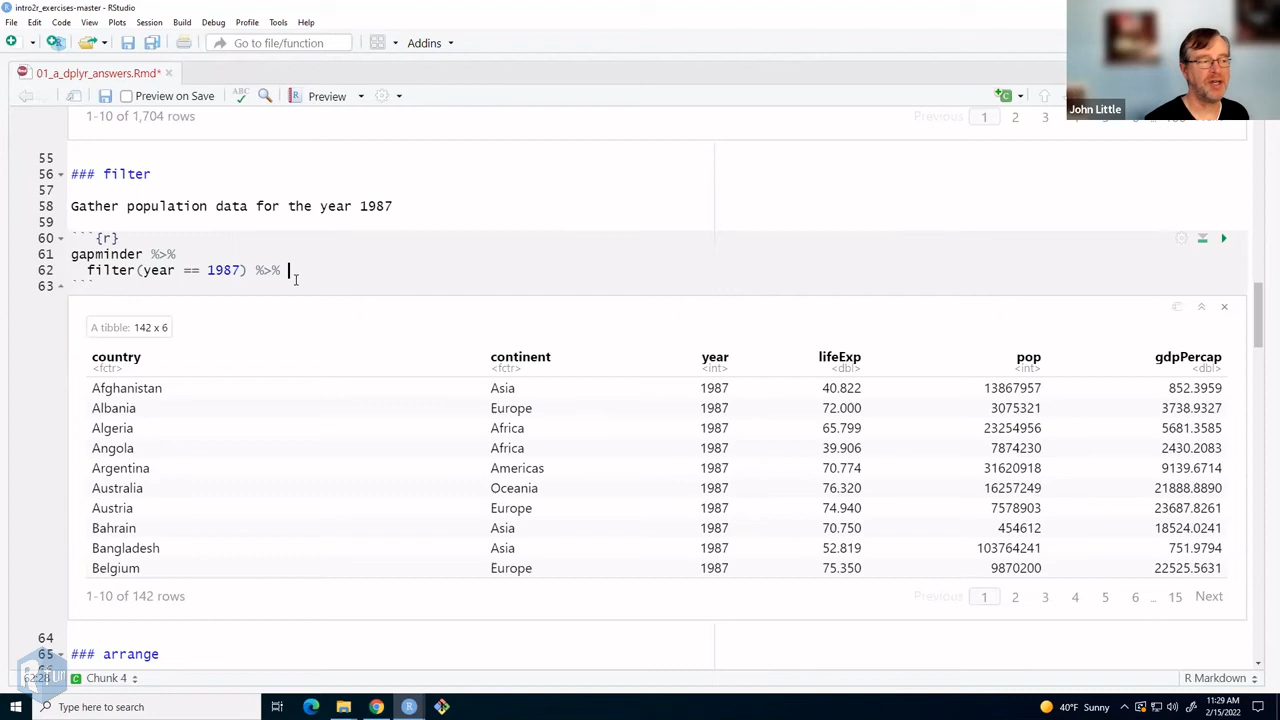 intro2r_exercises-master - RStudio
File Edit Code View Plots Session Build Debug Profile Tools Help
Go to file/function Addins
01_a_dplyr_answers.Rmd*
Preview on Save ABC Preview
John Little
1-10 of 1,704 rows Previous 1 2 3
55
56 ### filter
57
58 Gather population data for the year 1987
59
60 ```{r}
61 gapminder %>%
62 filter(year == 1987) %>%
63 ```
A tibble: 142 x 6
country continent year lifeExp pop gdpPercap
<fctr> <fctr> <int> <dbl> <int> <dbl>
Afghanistan Asia 1987 40.822 13867957 852.3959
Albania Europe 1987 72.000 3075321 3738.9327
Algeria Africa 1987 65.799 23254956 5681.3585
Angola Africa 1987 39.906 7874230 2430.2083
Argentina Americas 1987 70.774 31620918 9139.6714
Australia Oceania 1987 76.320 16257249 21888.8890
Austria Europe 1987 74.940 7578903 23687.8261
Bahrain Asia 1987 70.750 454612 18524.0241
Bangladesh Asia 1987 52.819 103764241 751.9794
Belgium Europe 1987 75.350 9870200 22525.5631
1-10 of 142 rows Previous 1 2 3 4 5 6 ... 15 Next
64
65 ### arrange
62:28 Chunk 4 R Markdown
Type here to search 40°F Sunny 11:29 AM
2/15/2022